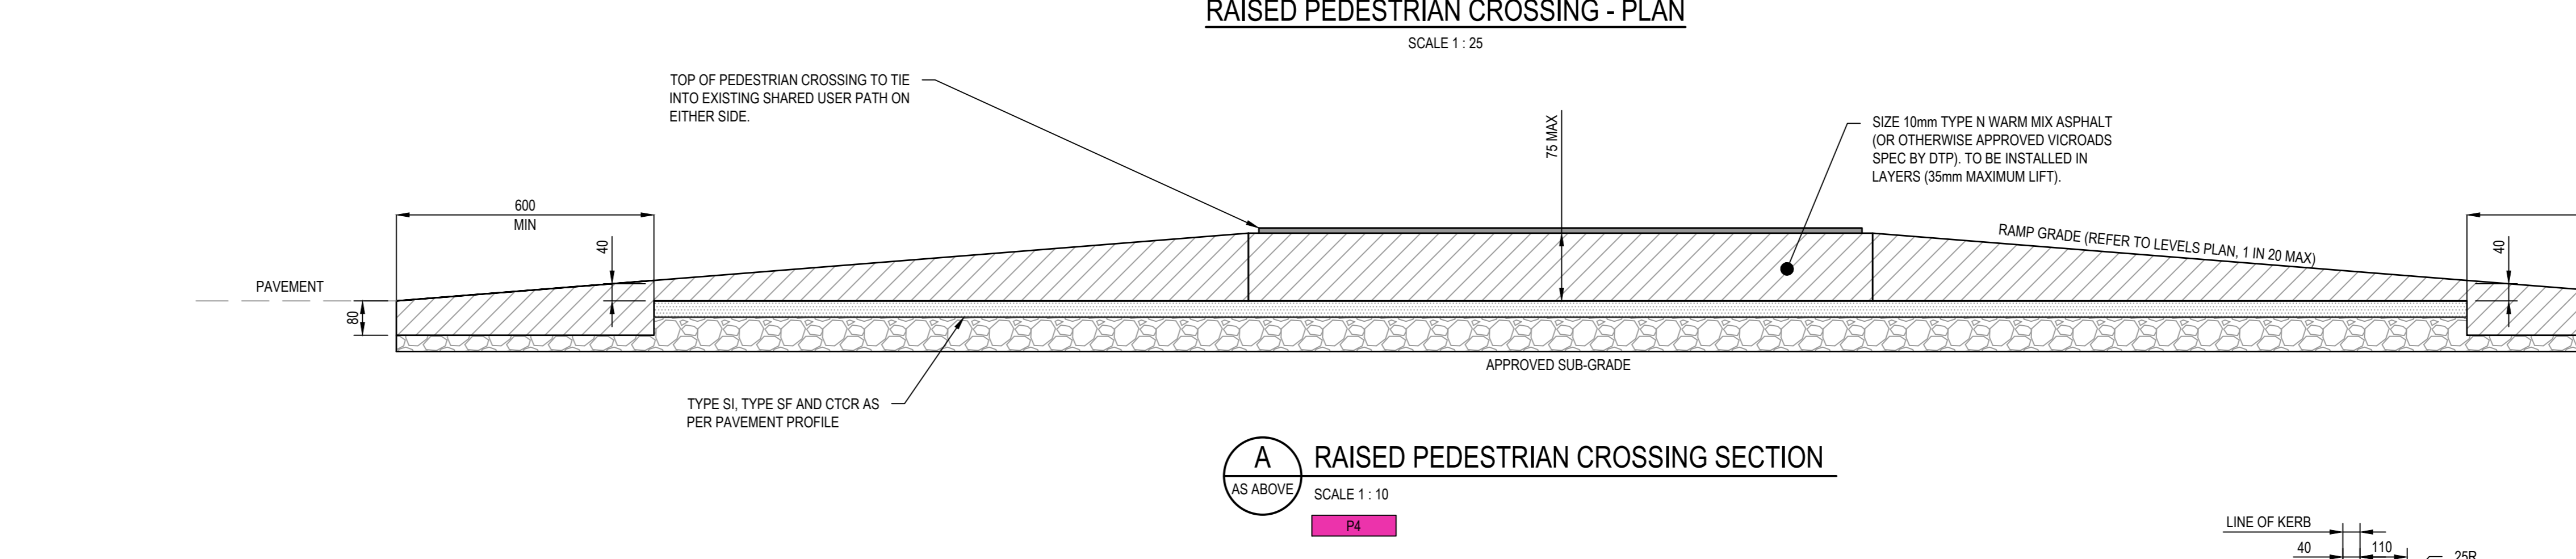 RAISED PEDESTRIAN CROSSING - PLAN
SCALE 1 : 25
TOP OF PEDESTRIAN CROSSING TO TIE
INTO EXISTING SHARED USER PATH ON
EITHER SIDE.
75 MAX
SIZE 10mm TYPE N WARM MIX ASPHALT
(OR OTHERWISE APPROVED VICROADS
SPEC BY DTP). TO BE INSTALLED IN
LAYERS (35mm MAXIMUM LIFT).
600
MIN
40
RAMP GRADE (REFER TO LEVELS PLAN, 1 IN 20 MAX)
40
PAVEMENT
80
APPROVED SUB-GRADE
TYPE SI, TYPE SF AND CTCR AS
PER PAVEMENT PROFILE
A
AS ABOVE
RAISED PEDESTRIAN CROSSING SECTION
SCALE 1 : 10
P4
LINE OF KERB
40
110
25R